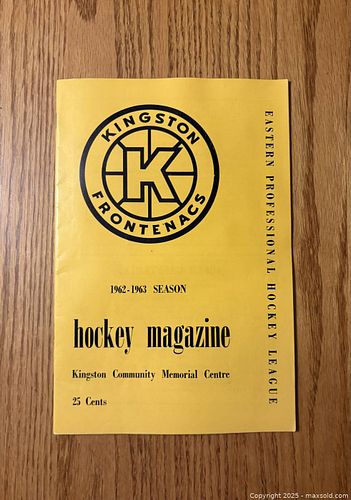 KINGSTON
K
FRONTENACS
EASTERN PROFESSIONAL HOCKEY LEAGUE
1962-1963 SEASON
hockey magazine
Kingston Community Memorial Centre
25 Cents
Copyright © 2025 - maxsold.com